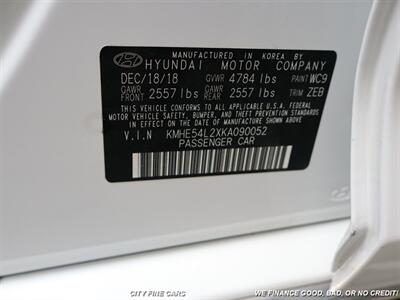 MANUFACTURED IN KOREA BY
HYUNDAI MOTOR COMPANY
DEC/18/18 GVWR 4784 lbs PAINT WC9
GAWR FRONT 2557 lbs GAWR REAR 2557 lbs TRIM ZEB
THIS VEHICLE CONFORMS TO ALL APPLICABLE U.S.A. FEDERAL
MOTOR VEHICLE SAFETY, BUMPER, AND THEFT PREVENTION STANDARDS
IN EFFECT ON THE DATE OF MANUFACTURE SHOWN ABOVE.
V.I.N KMHE54L2XKA090052
PASSENGER CAR
CITY FINE CARS
WE FINANCE GOOD, BAD, OR NO CREDIT!